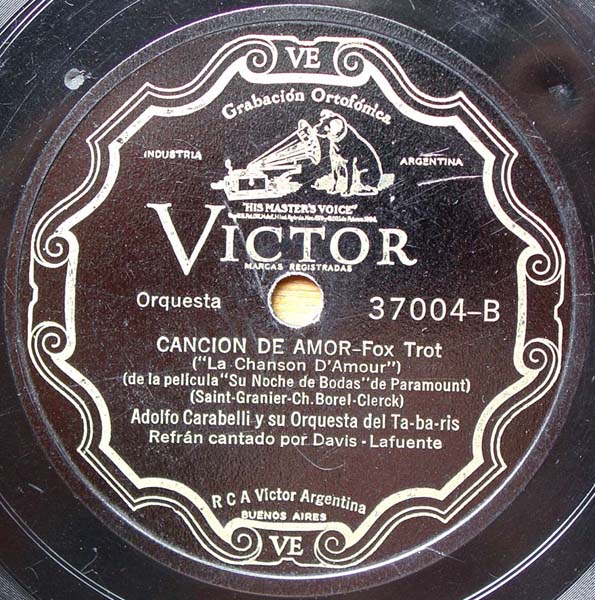 VE
Grabación Ortofónica
INDUSTRIA ARGENTINA
"HIS MASTER'S VOICE"
VICTOR
MARCAS REGISTRADAS
Orquesta 37004-B
CANCION DE AMOR-Fox Trot
("La Chanson D'Amour")
(de la película "Su Noche de Bodas" de Paramount)
(Saint-Granier-Ch. Borel-Clerck)
Adolfo Carabelli y su Orquesta del Ta-ba-ris
Refrán cantado por Davis - Lafuente
R C A Victor Argentina
BUENOS AIRES
VE